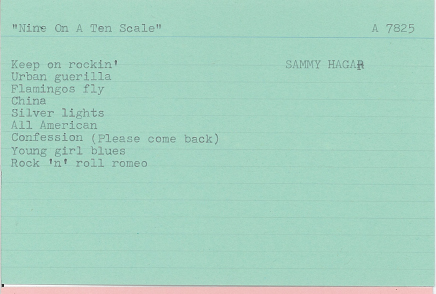 "Nine On A Ten Scale" A 7825
Keep on rockin' SAMMY HAGAR
Urban guerilla
Flamingos fly
China
Silver lights
All American
Confession (Please come back)
Young girl blues
Rock 'n' roll romeo